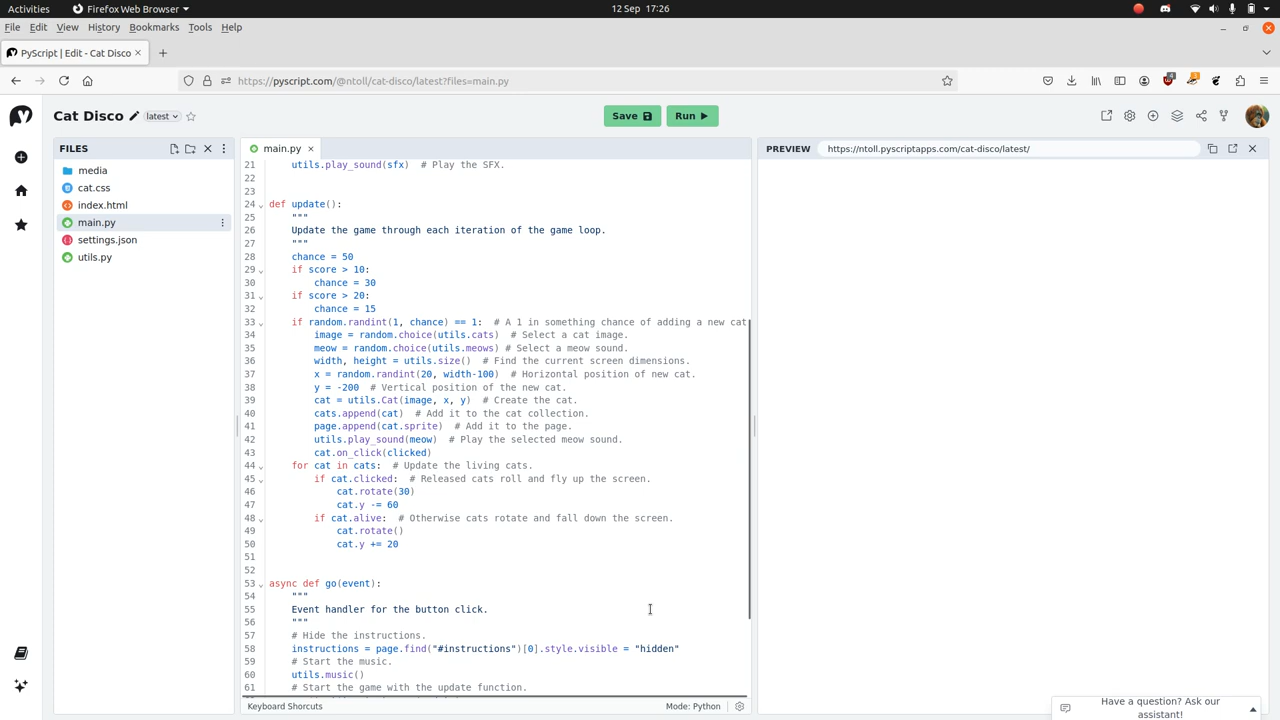 Activities Firefox Web Browser 12 Sep 17:26
File Edit View History Bookmarks Tools Help
PyScript | Edit - Cat Disco
https://pyscript.com/@ntoll/cat-disco/latest?files=main.py
4
Cat Disco latest Save Run
FILES
media
cat.css
index.html
main.py
settings.json
utils.py
main.py
21 utils.play_sound(sfx)  # Play the SFX.
22
23
24 def update():
25 """
26 Update the game through each iteration of the game loop.
27 """
28 chance = 50
29 if score > 10:
30 chance = 30
31 if score > 20:
32 chance = 15
33 if random.randint(1, chance) == 1:  # A 1 in something chance of adding a new cat
34 image = random.choice(utils.cats)  # Select a cat image.
35 meow = random.choice(utils.meows) # Select a meow sound.
36 width, height = utils.size()  # Find the current screen dimensions.
37 x = random.randint(20, width-100)  # Horizontal position of new cat.
38 y = -200  # Vertical position of the new cat.
39 cat = utils.Cat(image, x, y)  # Create the cat.
40 cats.append(cat)  # Add it to the cat collection.
41 page.append(cat.sprite)  # Add it to the page.
42 utils.play_sound(meow)  # Play the selected meow sound.
43 cat.on_click(clicked)
44 for cat in cats:  # Update the living cats.
45 if cat.clicked:  # Released cats roll and fly up the screen.
46 cat.rotate(30)
47 cat.y -= 60
48 if cat.alive:  # Otherwise cats rotate and fall down the screen.
49 cat.rotate()
50 cat.y += 20
51
52
53 async def go(event):
54 """
55 Event handler for the button click.
56 """
57 # Hide the instructions.
58 instructions = page.find("#instructions")[0].style.visible = "hidden"
59 # Start the music.
60 utils.music()
61 # Start the game with the update function.
Keyboard Shorcuts Mode: Python
PREVIEW https://ntoll.pyscriptapps.com/cat-disco/latest/
Have a question? Ask our
assistant!